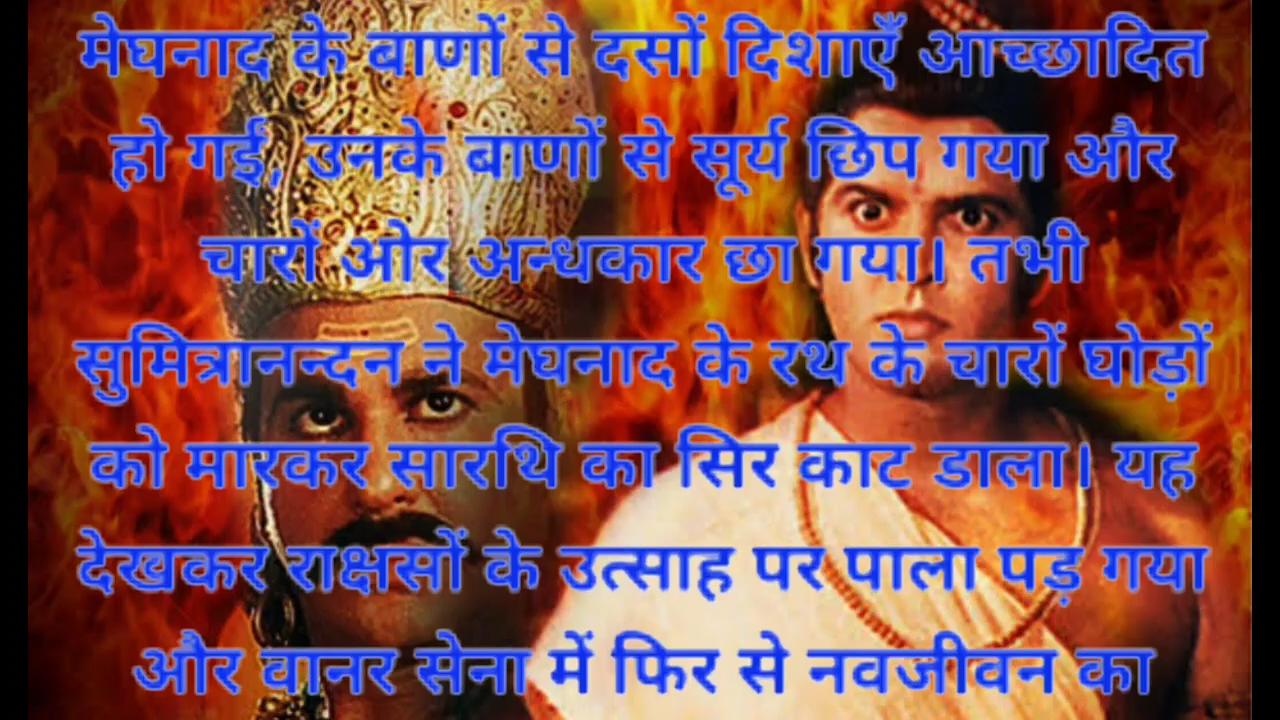 मेघनाद के बाणों से दसों दिशाएँ आच्छादित
हो गईं, उनके बाणों से सूर्य छिप गया और
चारों ओर अन्धकार छा गया। तभी
सुमित्रानन्दन ने मेघनाद के रथ के चारों घोड़ों
को मारकर सारथि का सिर काट डाला। यह
देखकर राक्षसों के उत्साह पर पाला पड़ गया
और वानर सेना में फिर से नवजीवन का